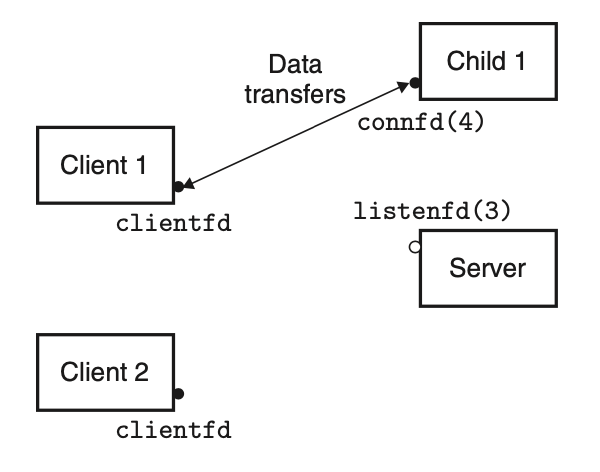 Data
transfers
Child 1
connfd(4)
Client 1
clientfd
listenfd(3)
Server
Client 2
clientfd